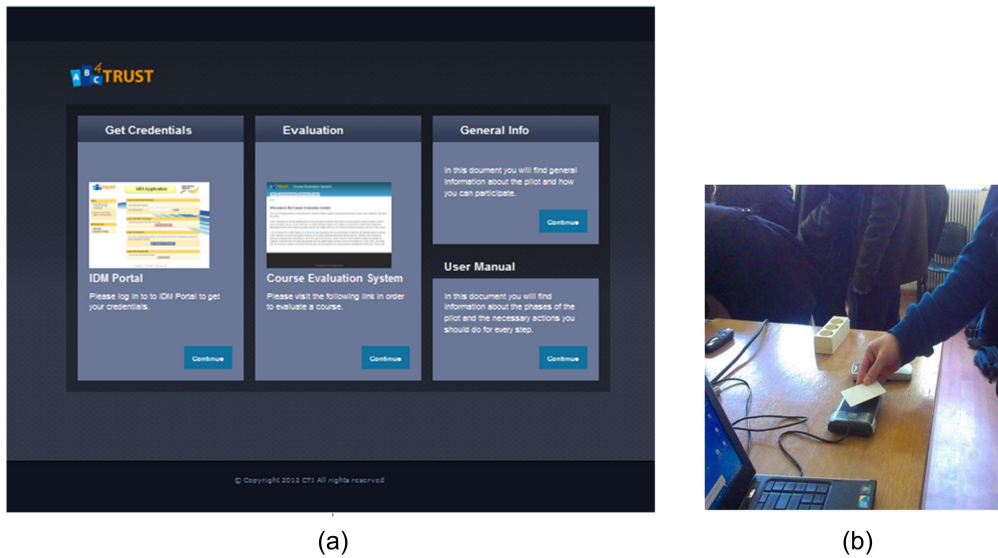 ABC4TRUST
Get Credentials
IDM Application
IDM Portal
Please log in to to IDM Portal to get
your credentials.
Continue
Evaluation
Course Evaluation System
Please visit the following link in order
to evaluate a course.
Continue
General Info
In this doument you will find general
information about the pilot and how
you can participate.
Continue
User Manual
In this document you will find
information about the phases of the
pilot and the necessary actions you
should do for every step.
Continue
© Copyright 2012 CTI All rights reserved
(a)
(b)